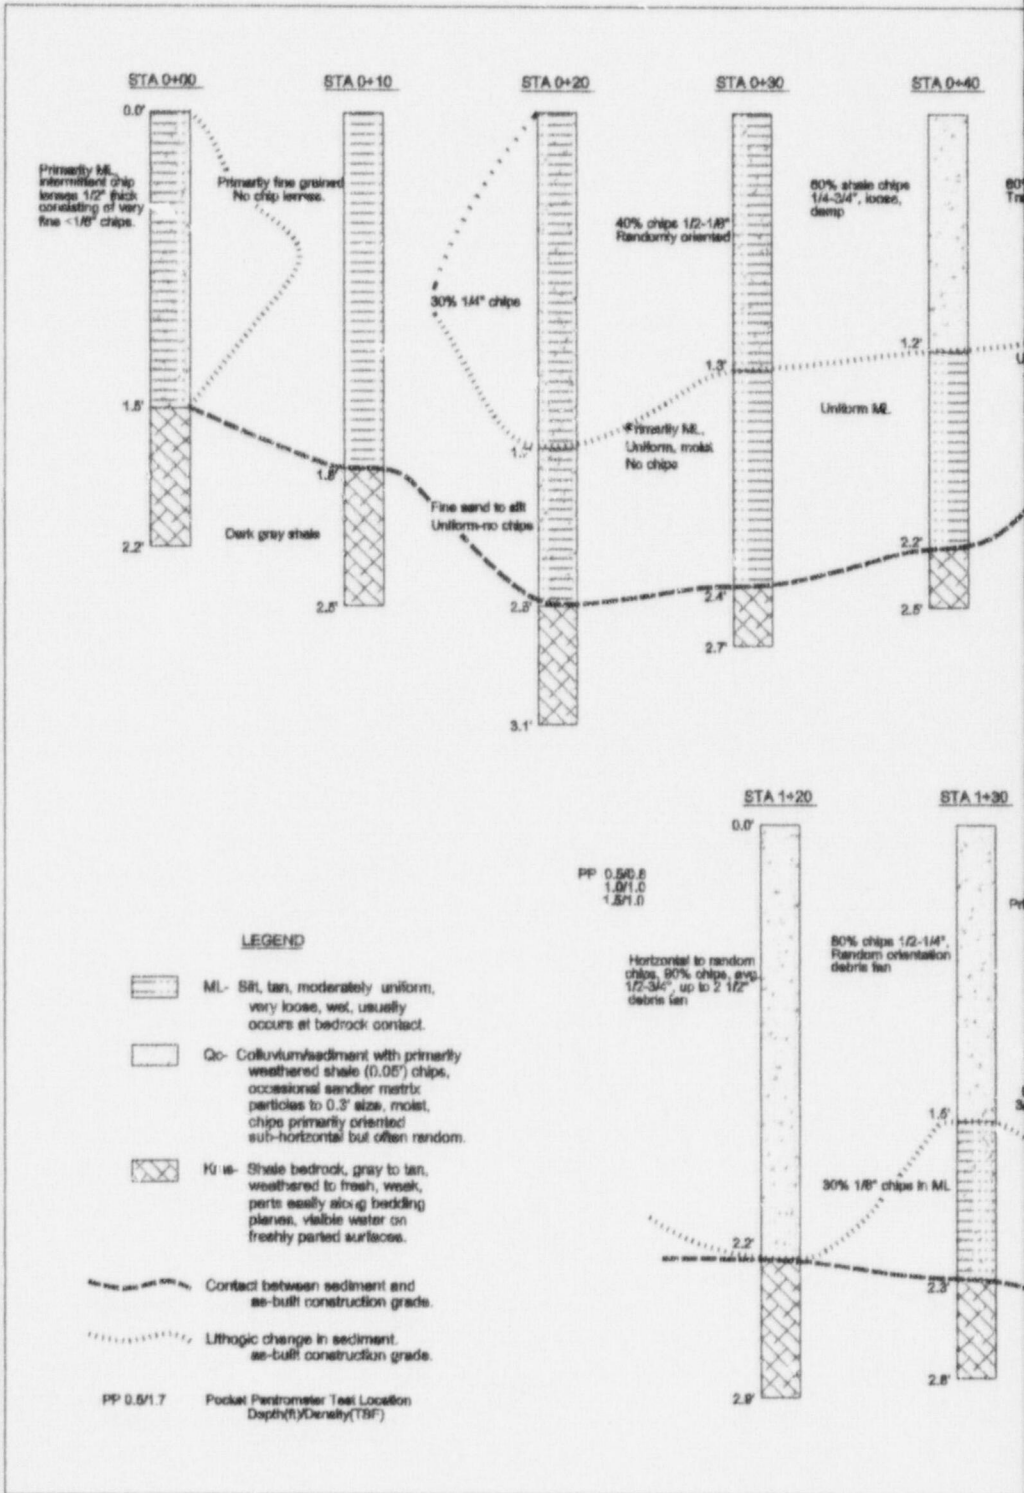 STA 0+00
STA 0+10
STA 0+20
STA 0+30
STA 0+40
0.0'
Primarily ML,
intermittent chip
lenses 1/2" thick
consisting of very
fine <1/8" chips.
Primarily fine grained
No chip lenses.
30% 1/4" chips
40% chips 1/2-1/8"
Randomly oriented
80% shale chips
1/4-3/4", loose,
damp
1.2'
1.3'
Uniform ML
1.5'
Primarily ML,
Uniform, moist
No chips
Fine sand to silt
Uniform-no chips
Dark gray shale
2.2'
2.5'
2.4'
2.2'
2.5'
2.7'
3.1'
STA 1+20
STA 1+30
0.0'
PP 0.5/0.8
1.0/1.0
1.5/1.0
Horizontal to random
chips, 90% chips, avg
1/2-3/4", up to 2 1/2"
debris fan
80% chips 1/2-1/4",
Random orientation
debris fan
1.5'
30% 1/8" chips in ML
2.2'
2.3'
2.8'
2.9'
LEGEND
ML- Silt, tan, moderately uniform,
very loose, wet, usually
occurs at bedrock contact.
Qc- Colluvium/sediment with primarily
weathered shale (0.05') chips,
occasional sandier matrix
particles to 0.3' size, moist,
chips primarily oriented
sub-horizontal but often random.
Shale bedrock, gray to tan,
weathered to fresh, weak,
parts easily along bedding
planes, visible water on
freshly parted surfaces.
Contact between sediment and
as-built construction grade.
Lithogic change in sediment.
as-built construction grade.
PP 0.5/1.7 Pocket Pentrometer Test Location
Depth(ft)/Density(TSF)